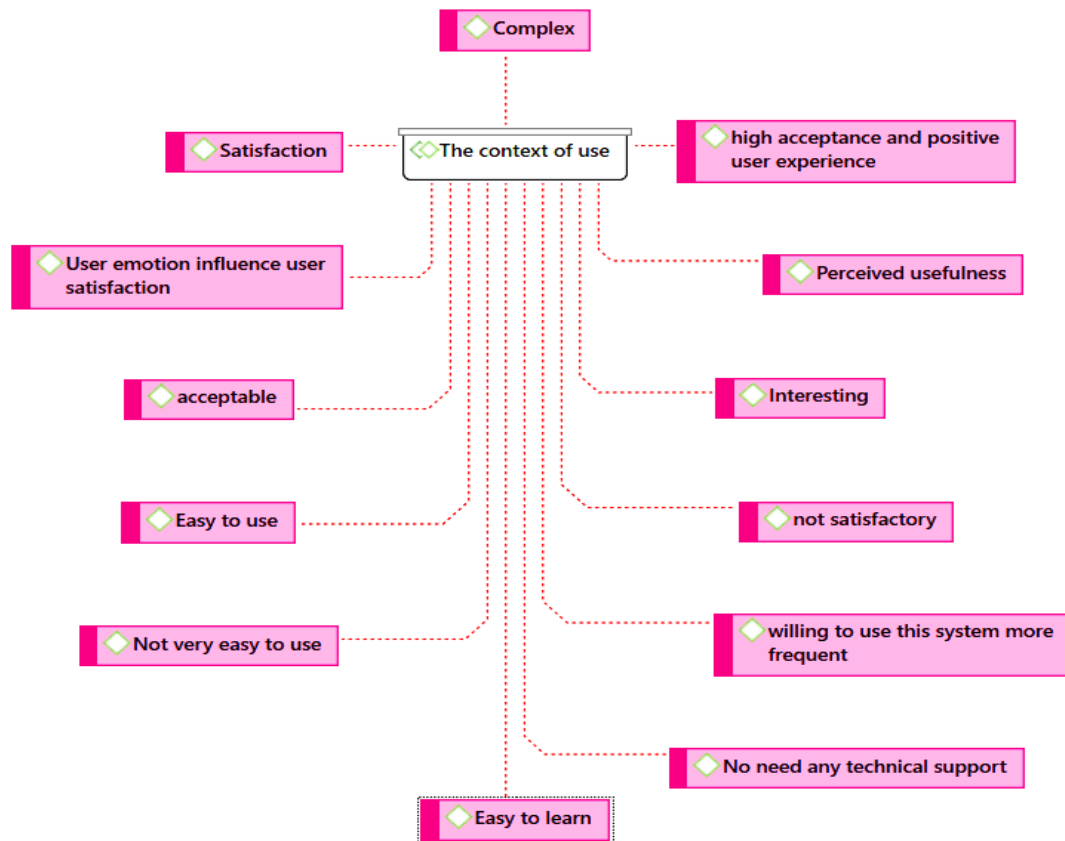 Complex
Satisfaction
The context of use
high acceptance and positive
user experience
User emotion influence user
satisfaction
Perceived usefulness
acceptable
Interesting
Easy to use
not satisfactory
Not very easy to use
willing to use this system more
frequent
No need any technical support
Easy to learn